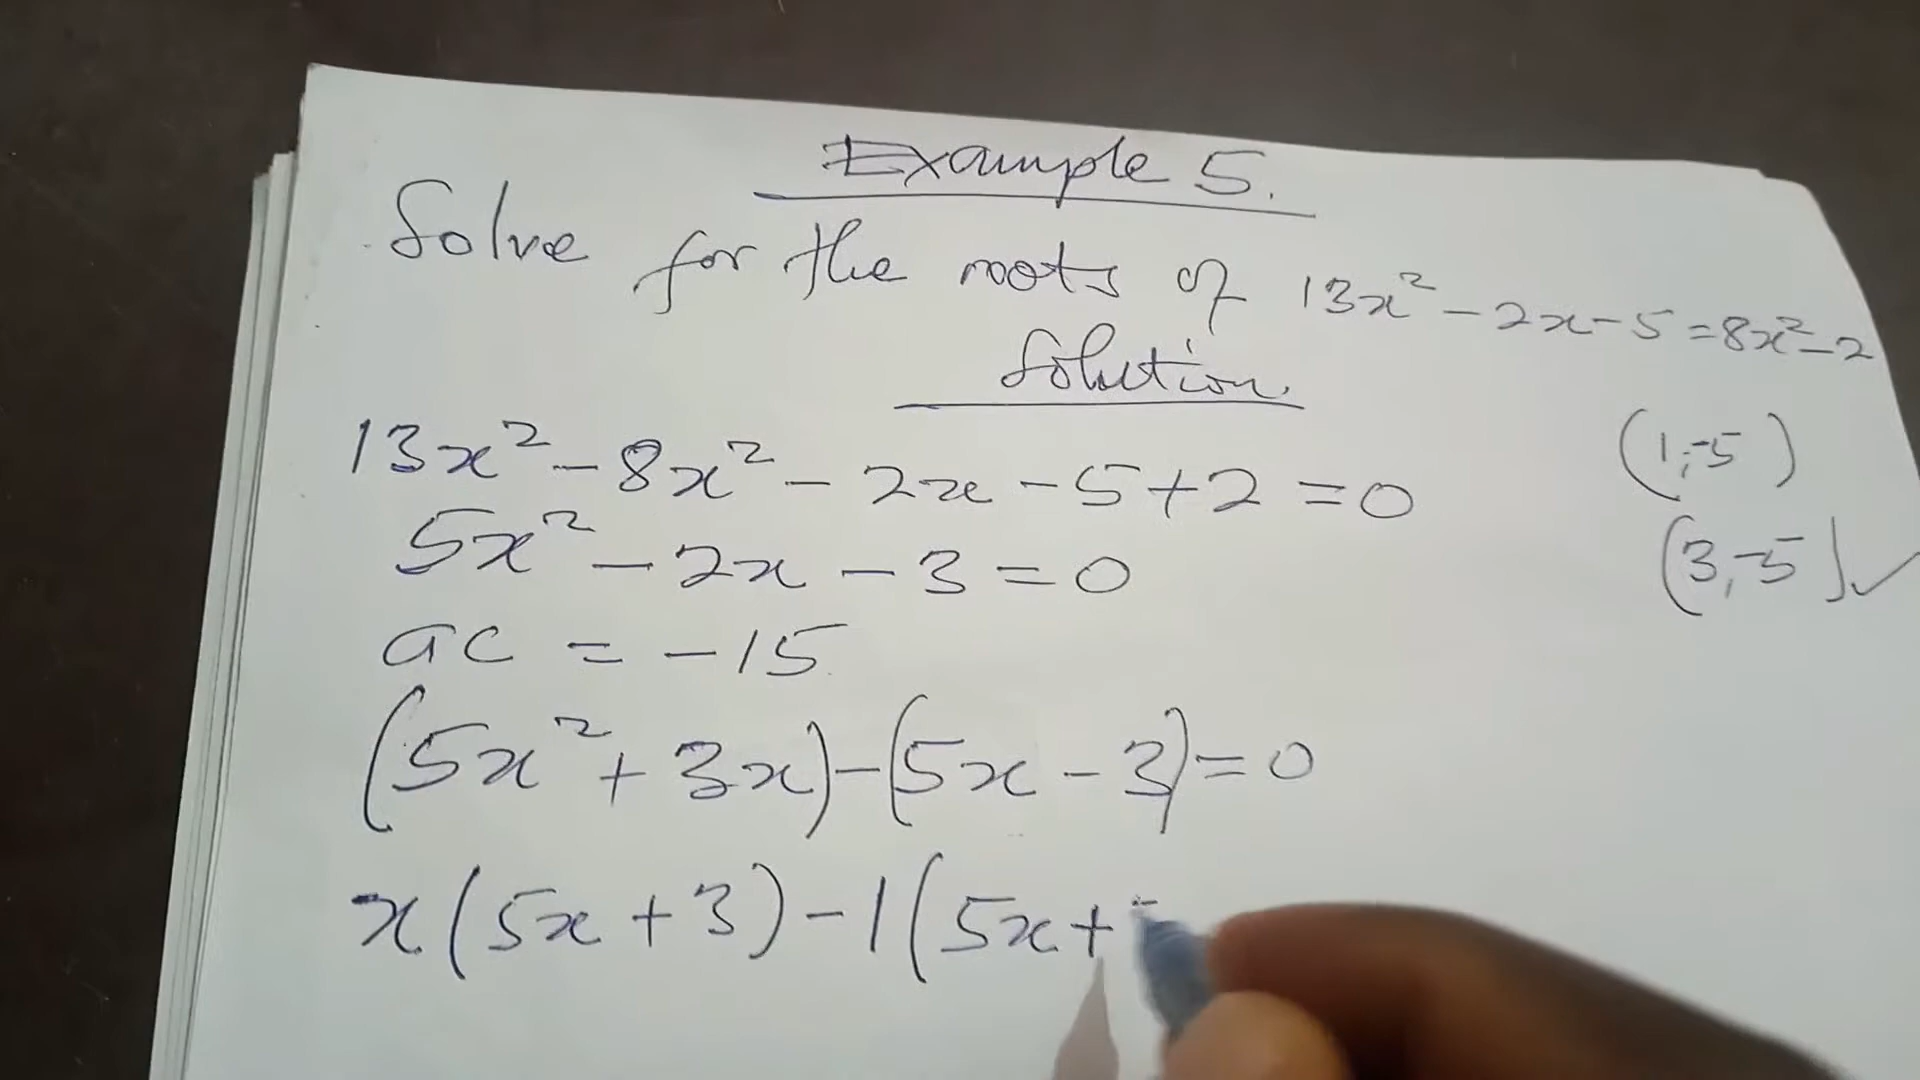 Example 5.
Solve for the roots of 13x² - 2x - 5 = 8x² - 2
Solution.
13x² - 8x² - 2x - 5 + 2 = 0
(1, -5)
5x² - 2x - 3 = 0
(3, -5) ✓
ac = -15
(5x² + 3x) - (5x - 3) = 0
x(5x + 3) - 1(5x +